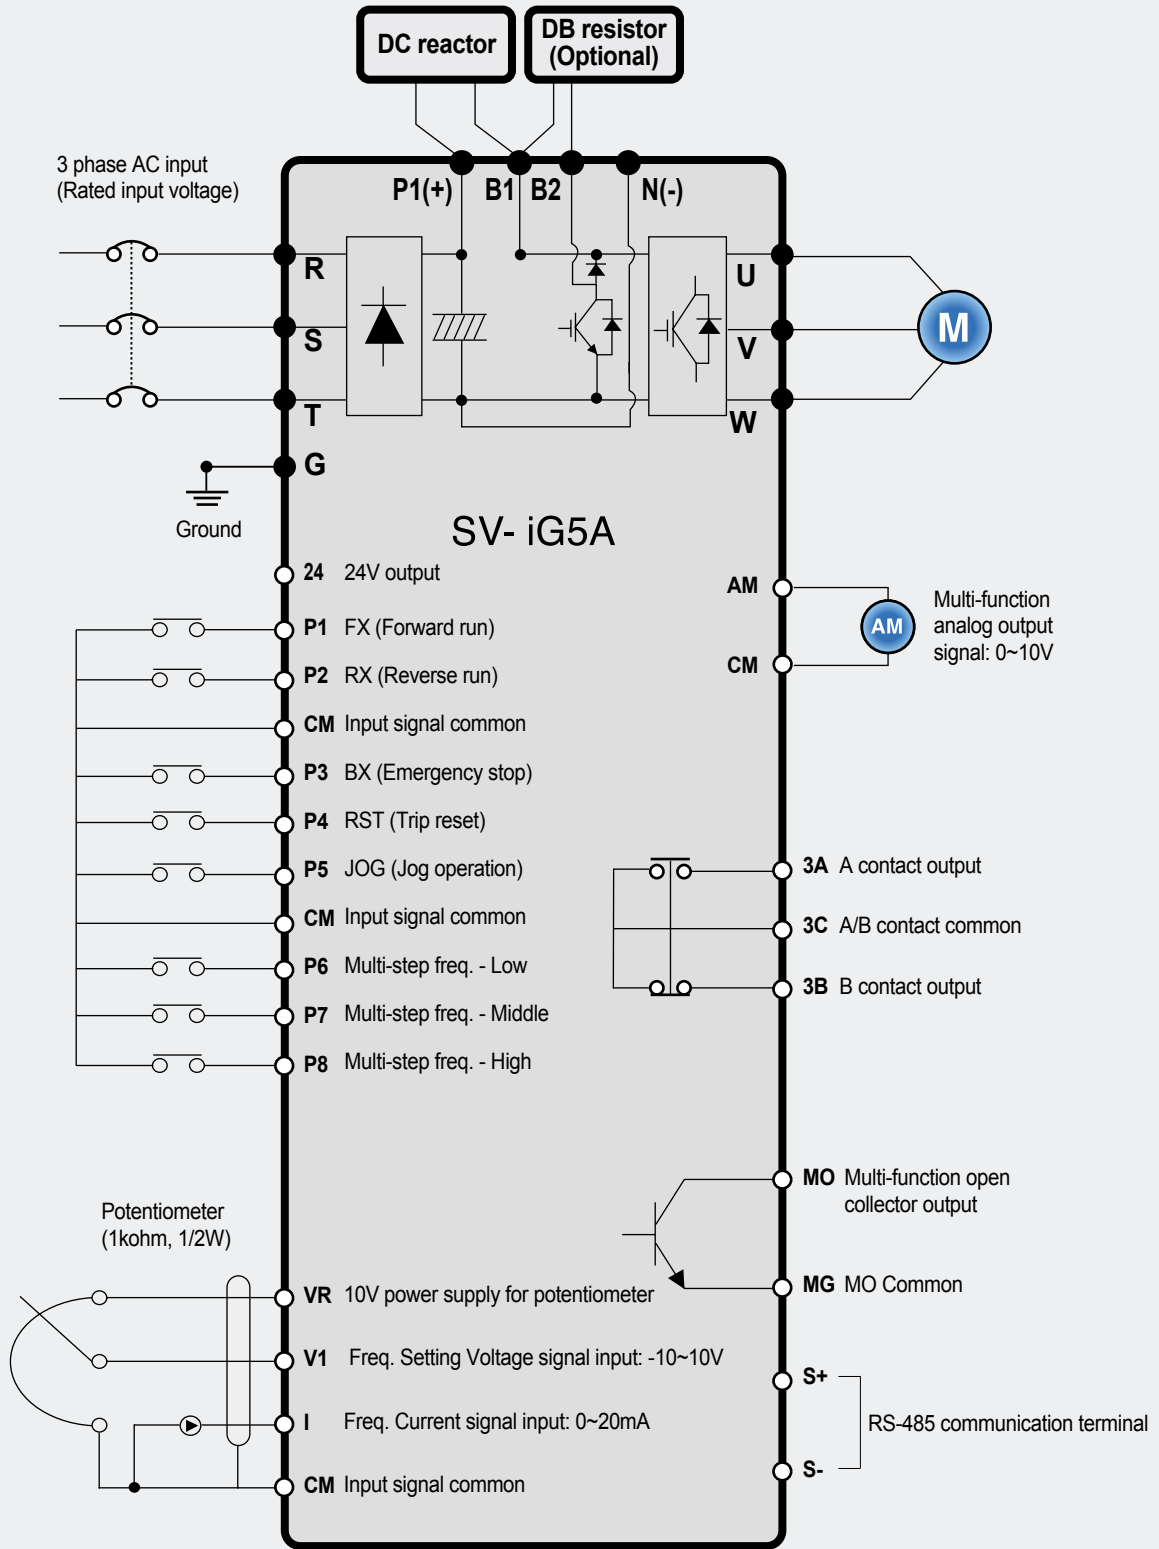 DC reactor
DB resistor
(Optional)
3 phase AC input
(Rated input voltage)
P1(+) B1 B2 N(-)
R
S
T
G
U
V
W
M
Ground
SV- iG5A
24 24V output
P1 FX (Forward run)
P2 RX (Reverse run)
CM Input signal common
P3 BX (Emergency stop)
P4 RST (Trip reset)
P5 JOG (Jog operation)
CM Input signal common
P6 Multi-step freq. - Low
P7 Multi-step freq. - Middle
P8 Multi-step freq. - High
AM
CM
AM
Multi-function
analog output
signal: 0~10V
3A A contact output
3C A/B contact common
3B B contact output
MO Multi-function open
collector output
MG MO Common
Potentiometer
(1kohm, 1/2W)
VR 10V power supply for potentiometer
V1 Freq. Setting Voltage signal input: -10~10V
I Freq. Current signal input: 0~20mA
CM Input signal common
S+
RS-485 communication terminal
S-